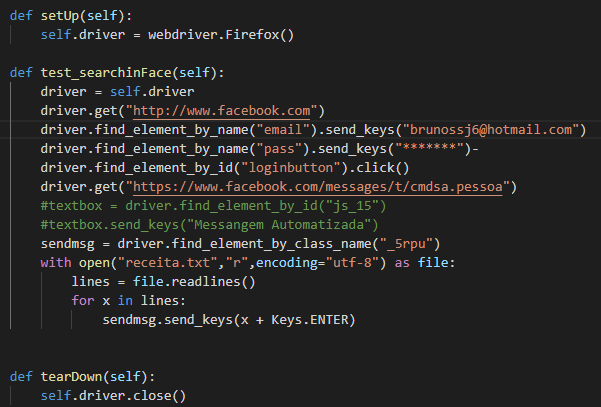 def setUp(self):
    self.driver = webdriver.Firefox()
def test_searchinFace(self):
    driver = self.driver
    driver.get("http://www.facebook.com")
    driver.find_element_by_name("email").send_keys("brunossj6@hotmail.com")
    driver.find_element_by_name("pass").send_keys("*******")-
    driver.find_element_by_id("loginbutton").click()
    driver.get("https://www.facebook.com/messages/t/cmdsa.pessoa")
    #textbox = driver.find_element_by_id("js_15")
    #textbox.send_keys("Messangem Automatizada")
    sendmsg = driver.find_element_by_class_name("_5rpu")
    with open("receita.txt","r",encoding="utf-8") as file:
        lines = file.readlines()
        for x in lines:
            sendmsg.send_keys(x + Keys.ENTER)
def tearDown(self):
    self.driver.close()